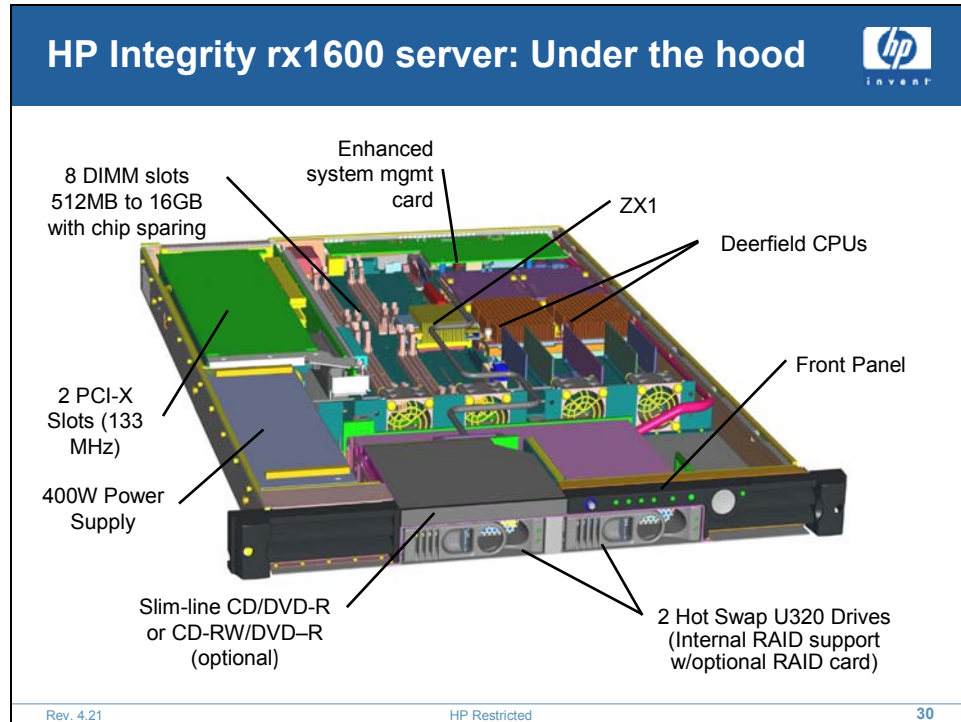 HP Integrity rx1600 server: Under the hood
hp
invent
Enhanced
system mgmt
card
8 DIMM slots
512MB to 16GB
with chip sparing
ZX1
Deerfield CPUs
Front Panel
2 PCI-X
Slots (133
MHz)
400W Power
Supply
Slim-line CD/DVD-R
or CD-RW/DVD–R
(optional)
2 Hot Swap U320 Drives
(Internal RAID support
w/optional RAID card)
Rev. 4.21
HP Restricted
30